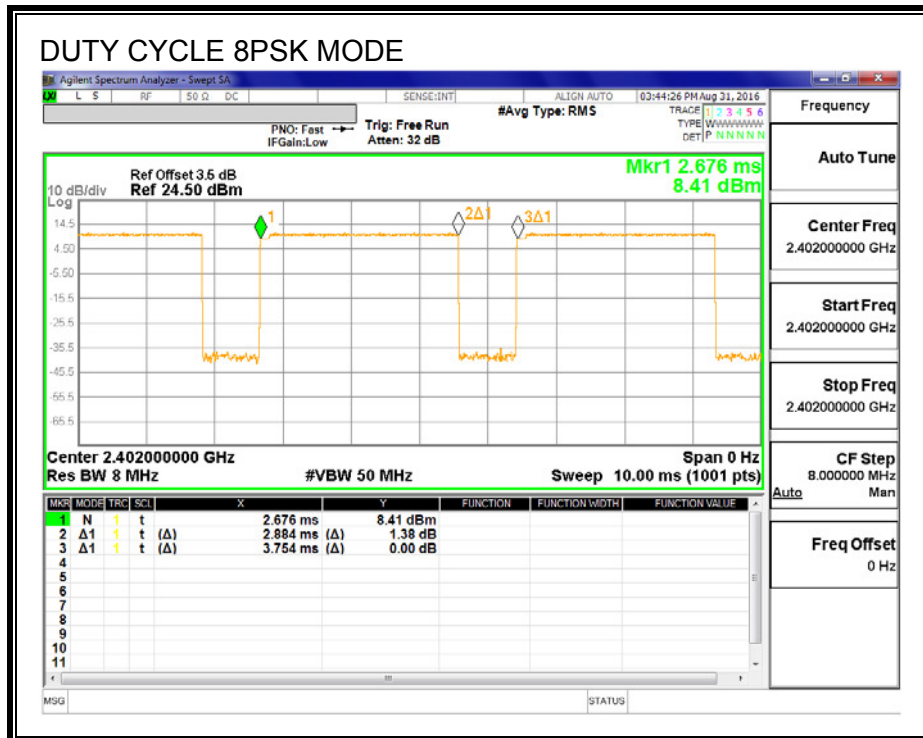 DUTY CYCLE 8PSK MODE
Agilent Spectrum Analyzer - Swept SA
LXI L S RF 50 Ω DC SENSE:INT ALIGN AUTO 03:44:26 PM Aug 31, 2016
#Avg Type: RMS TRACE 1 2 3 4 5 6
PNO: Fast Trig: Free Run TYPE WWWWWW
IFGain:Low Atten: 32 dB DET P N N N N N
Mkr1 2.676 ms
8.41 dBm
Ref Offset 3.5 dB
10 dB/div Ref 24.50 dBm
Log
1 2Δ1 3Δ1
14.5
4.50
-5.50
-15.5
-25.5
-35.5
-45.5
-55.5
-65.5
Center 2.402000000 GHz Span 0 Hz
Res BW 8 MHz #VBW 50 MHz Sweep 10.00 ms (1001 pts)
MKR MODE TRC SCL X Y FUNCTION FUNCTION WIDTH FUNCTION VALUE
1 N 1 t 2.676 ms 8.41 dBm
2 Δ1 1 t (Δ) 2.884 ms (Δ) 1.38 dB
3 Δ1 1 t (Δ) 3.754 ms (Δ) 0.00 dB
4
5
6
7
8
9
10
11
MSG STATUS
Frequency
Auto Tune
Center Freq
2.402000000 GHz
Start Freq
2.402000000 GHz
Stop Freq
2.402000000 GHz
CF Step
8.000000 MHz
Auto Man
Freq Offset
0 Hz